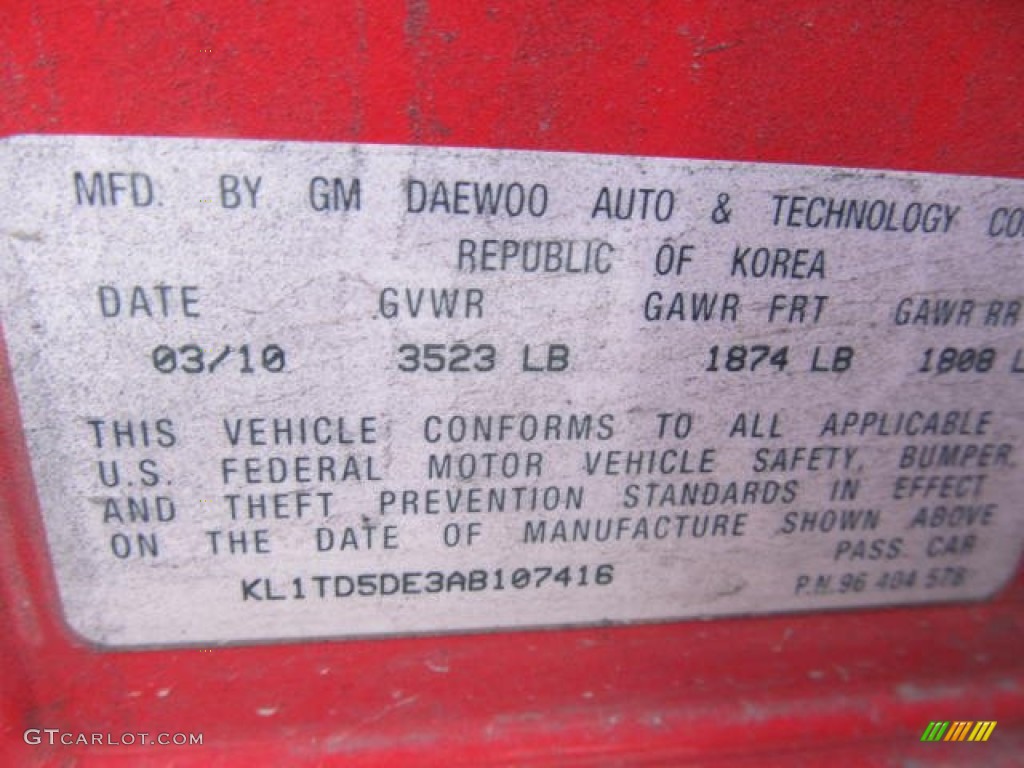 MFD. BY GM DAEWOO AUTO & TECHNOLOGY CO.
REPUBLIC OF KOREA
DATE GVWR GAWR FRT GAWR RR
03/10 3523 LB 1874 LB 1808 L
THIS VEHICLE CONFORMS TO ALL APPLICABLE
U.S. FEDERAL MOTOR VEHICLE SAFETY, BUMPER,
AND THEFT PREVENTION STANDARDS IN EFFECT
ON THE DATE OF MANUFACTURE SHOWN ABOVE
PASS CAR
KL1TD5DE3AB107416 P.N.96 404 578
GTCARLOT.COM